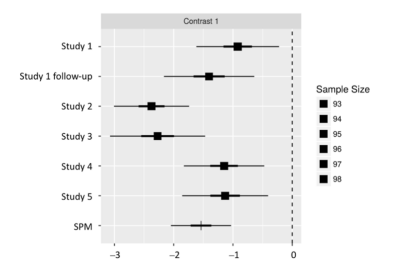 Contrast 1
Study 1
Study 1 follow-up
Study 2
Study 3
Study 4
Study 5
SPM
−3 −2 −1 0
Sample Size
93
94
95
96
97
98